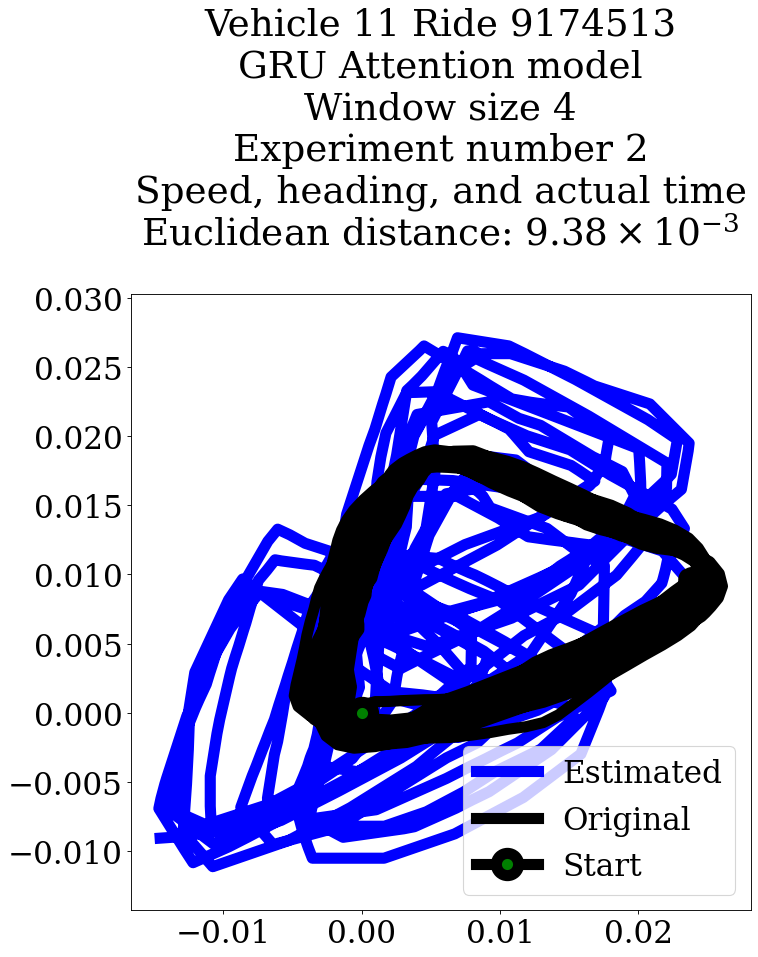 Vehicle 11 Ride 9174513
GRU Attention model
Window size 4
Experiment number 2
Speed, heading, and actual time
Euclidean distance: 9.38 × 10⁻³
0.030
0.025
0.020
0.015
0.010
0.005
0.000
−0.005
−0.010
−0.01 0.00 0.01 0.02
Estimated
Original
Start